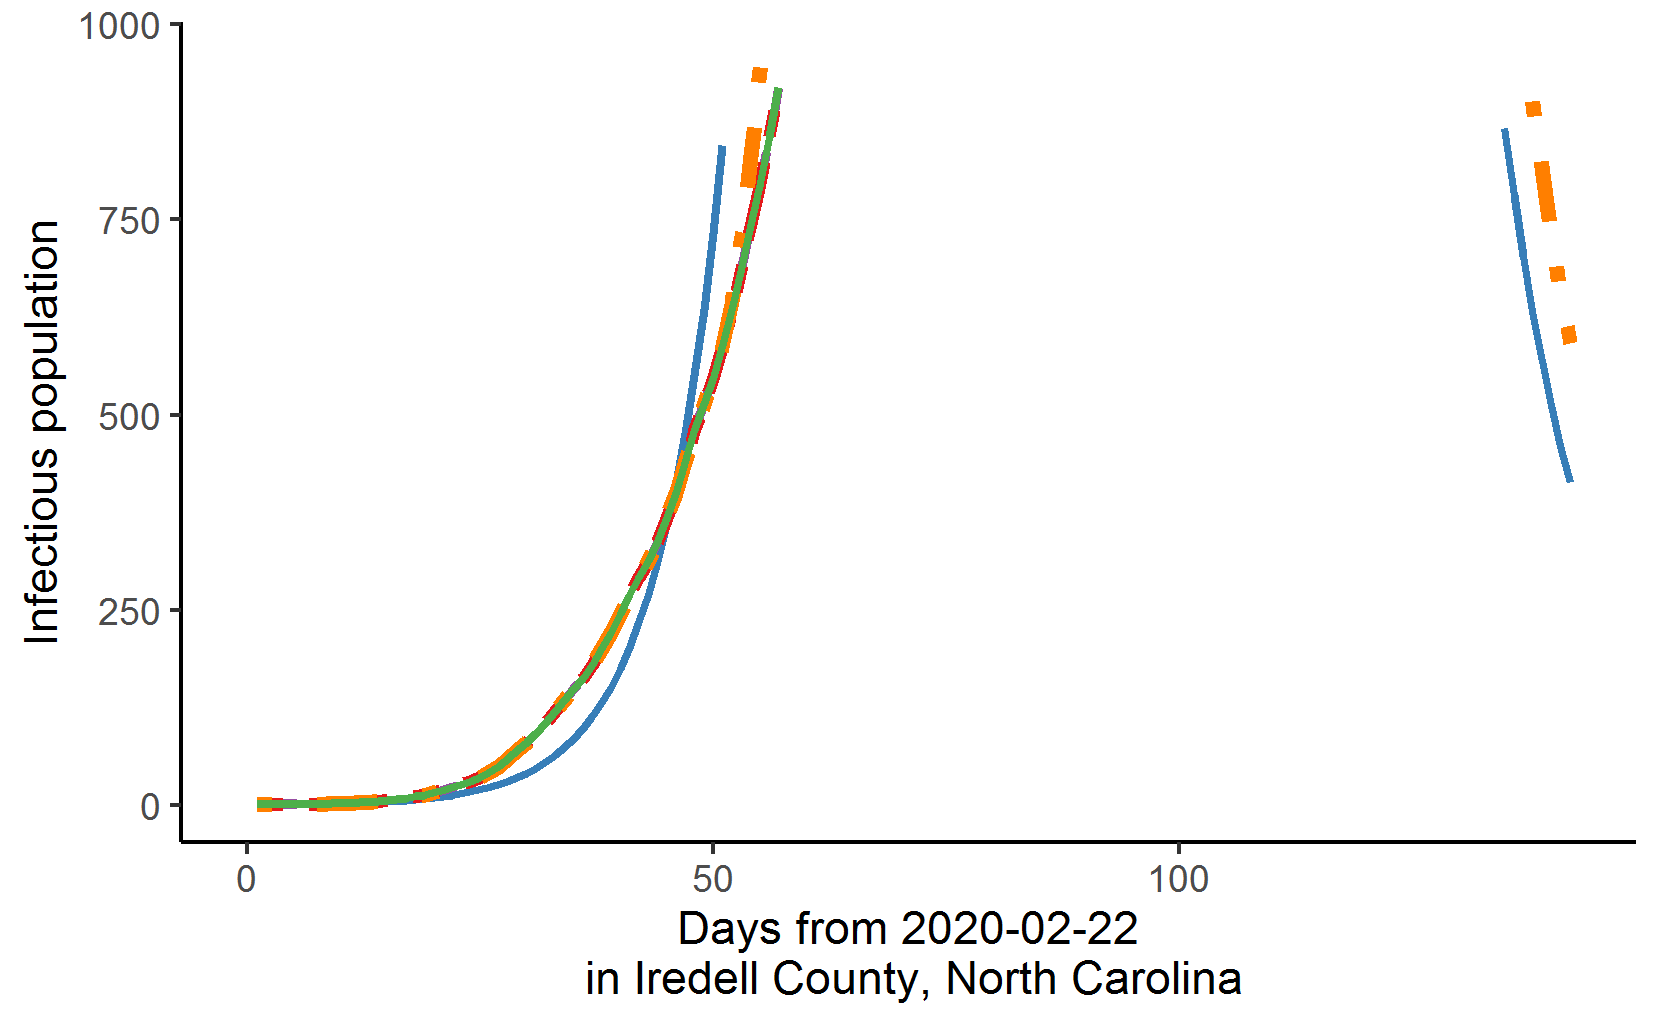 1000
750
500
250
0
Infectious population
0 50 100
Days from 2020-02-22
in Iredell County, North Carolina